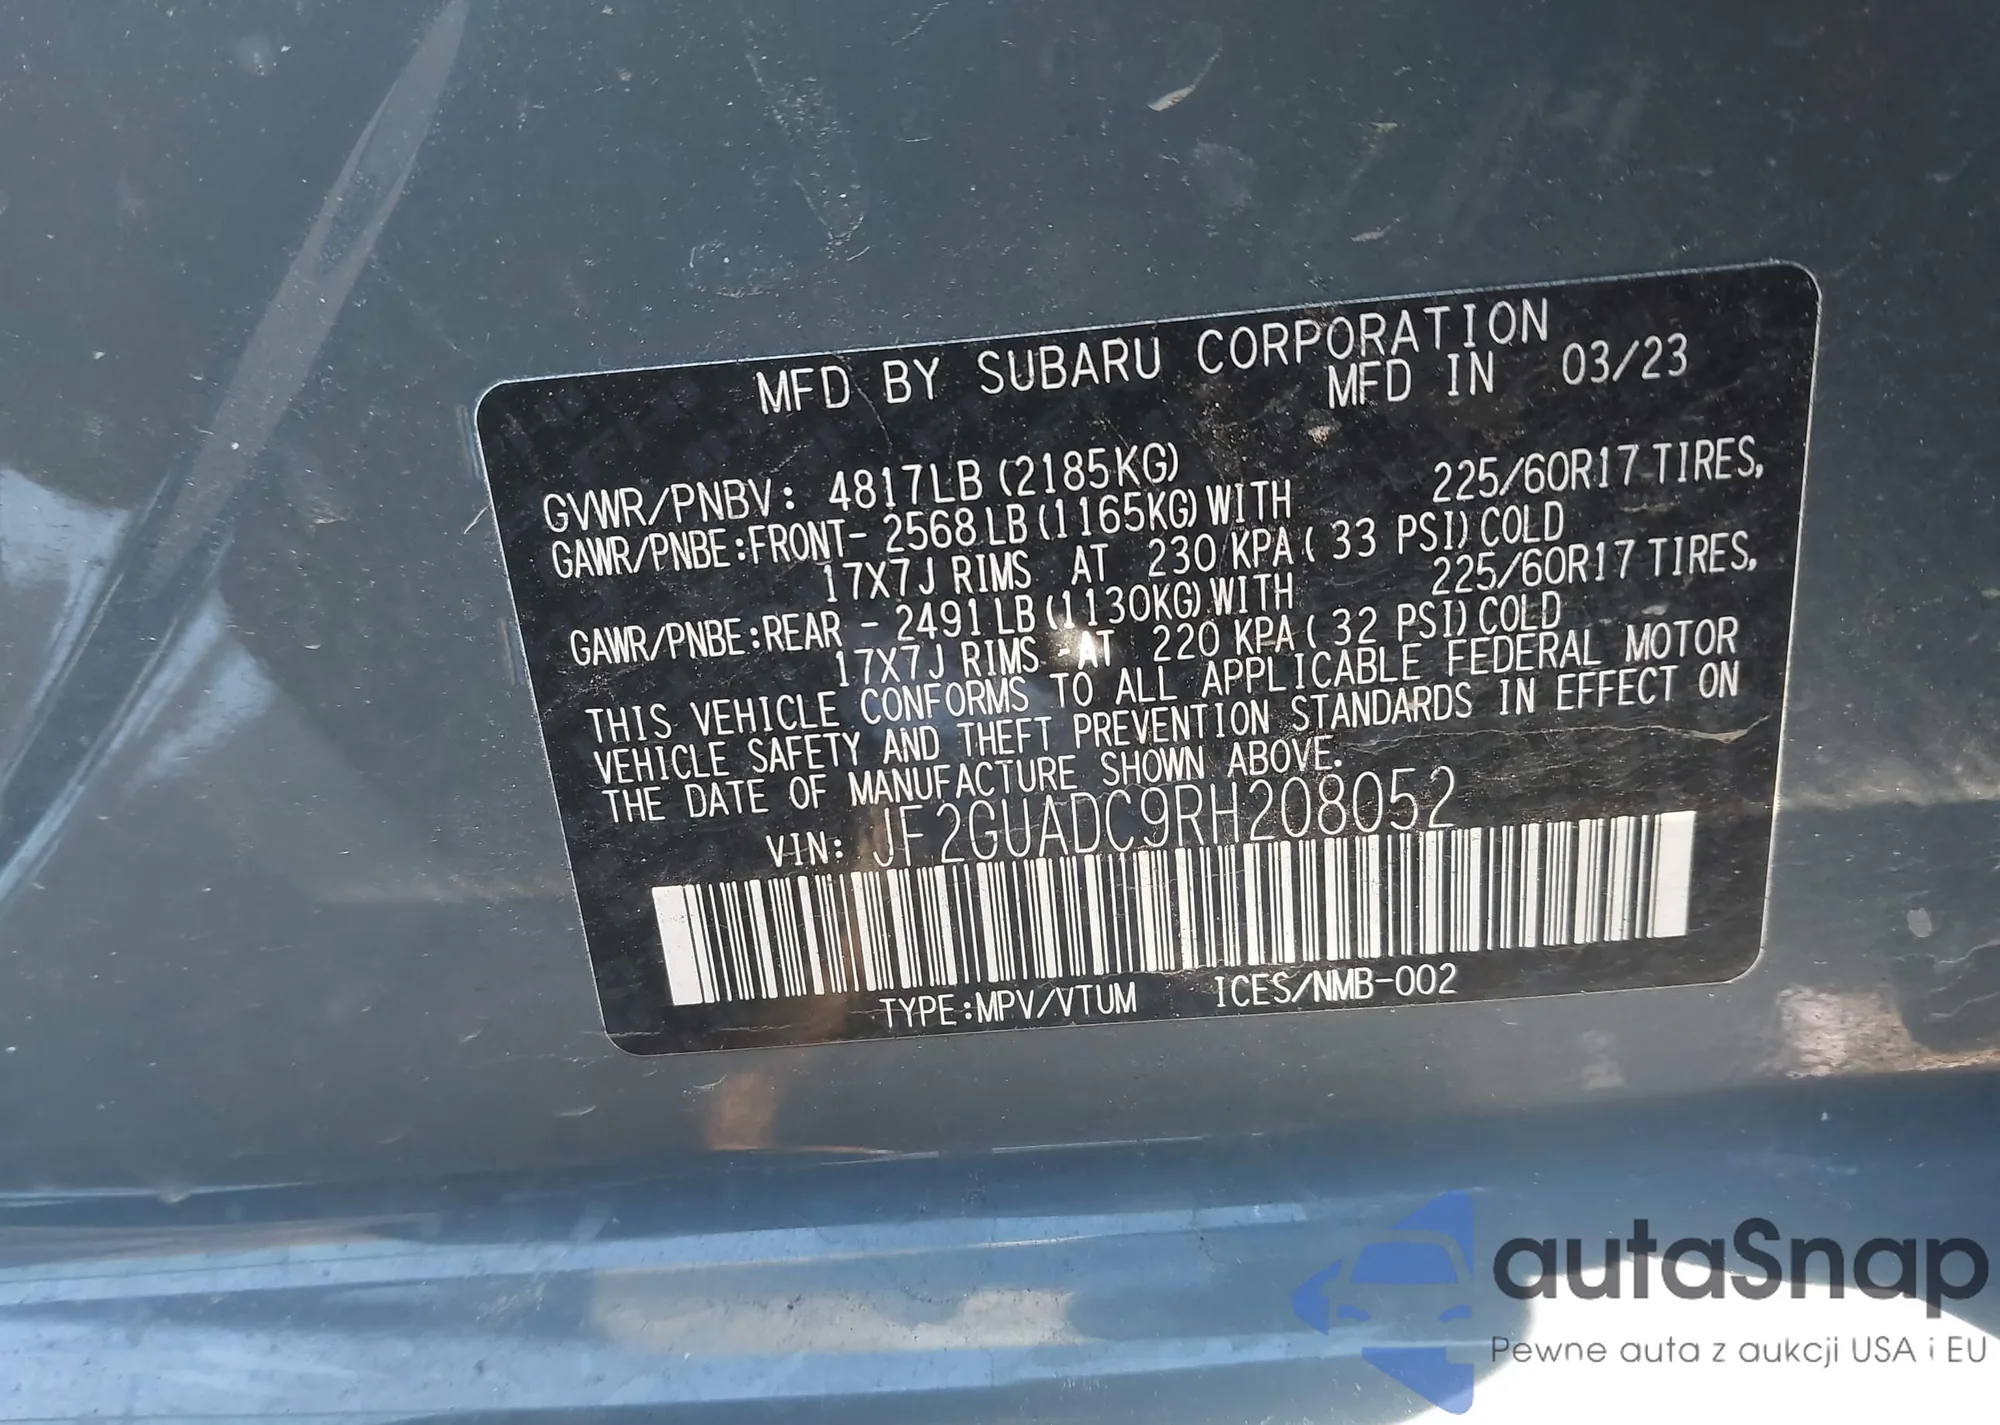 MFD BY SUBARU CORPORATION
MFD IN 03/23
GVWR/PNBV: 4817LB (2185KG)
GAWR/PNBE:FRONT- 2568LB (1165KG) WITH 225/60R17 TIRES,
17X7J RIMS AT 230 KPA ( 33 PSI) COLD
GAWR/PNBE:REAR - 2491LB (1130KG) WITH 225/60R17 TIRES,
17X7J RIMS AT 220 KPA ( 32 PSI) COLD
THIS VEHICLE CONFORMS TO ALL APPLICABLE FEDERAL MOTOR
VEHICLE SAFETY AND THEFT PREVENTION STANDARDS IN EFFECT ON
THE DATE OF MANUFACTURE SHOWN ABOVE.
VIN: JF2GUADC9RH208052
TYPE:MPV/VTUM ICES/NMB-002
autaSnap
Pewne auta z aukcji USA i EU